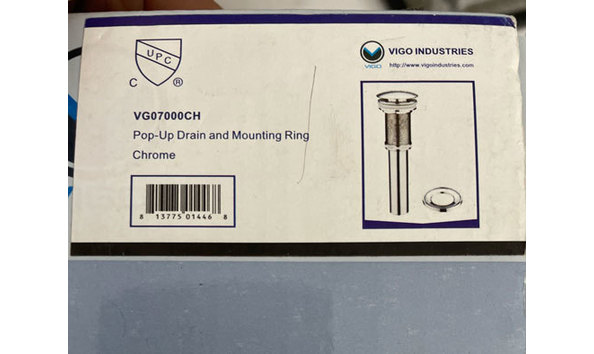 UPC
C ®
VIGO INDUSTRIES
VIGO
http://www.vigoindustries.com
VG07000CH
Pop-Up Drain and Mounting Ring
Chrome
8 13775 01446 8